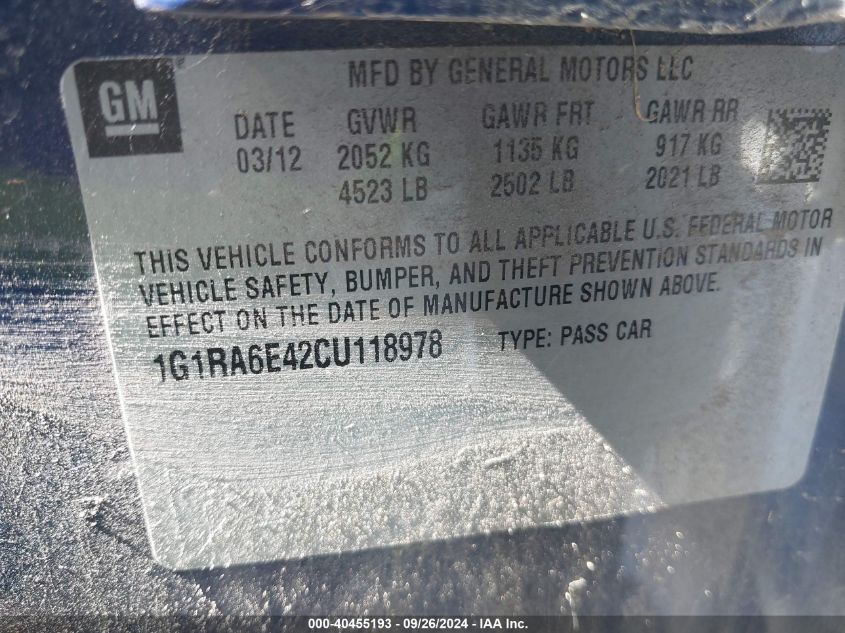 GM
MFD BY GENERAL MOTORS LLC
DATE GVWR GAWR FRT GAWR RR
03/12 2052 KG 1135 KG 917 KG
4523 LB 2502 LB 2021 LB
THIS VEHICLE CONFORMS TO ALL APPLICABLE U.S. FEDERAL MOTOR
VEHICLE SAFETY, BUMPER, AND THEFT PREVENTION STANDARDS IN
EFFECT ON THE DATE OF MANUFACTURE SHOWN ABOVE.
1G1RA6E42CU118978 TYPE: PASS CAR
000-40455193 - 09/26/2024 - IAA Inc.